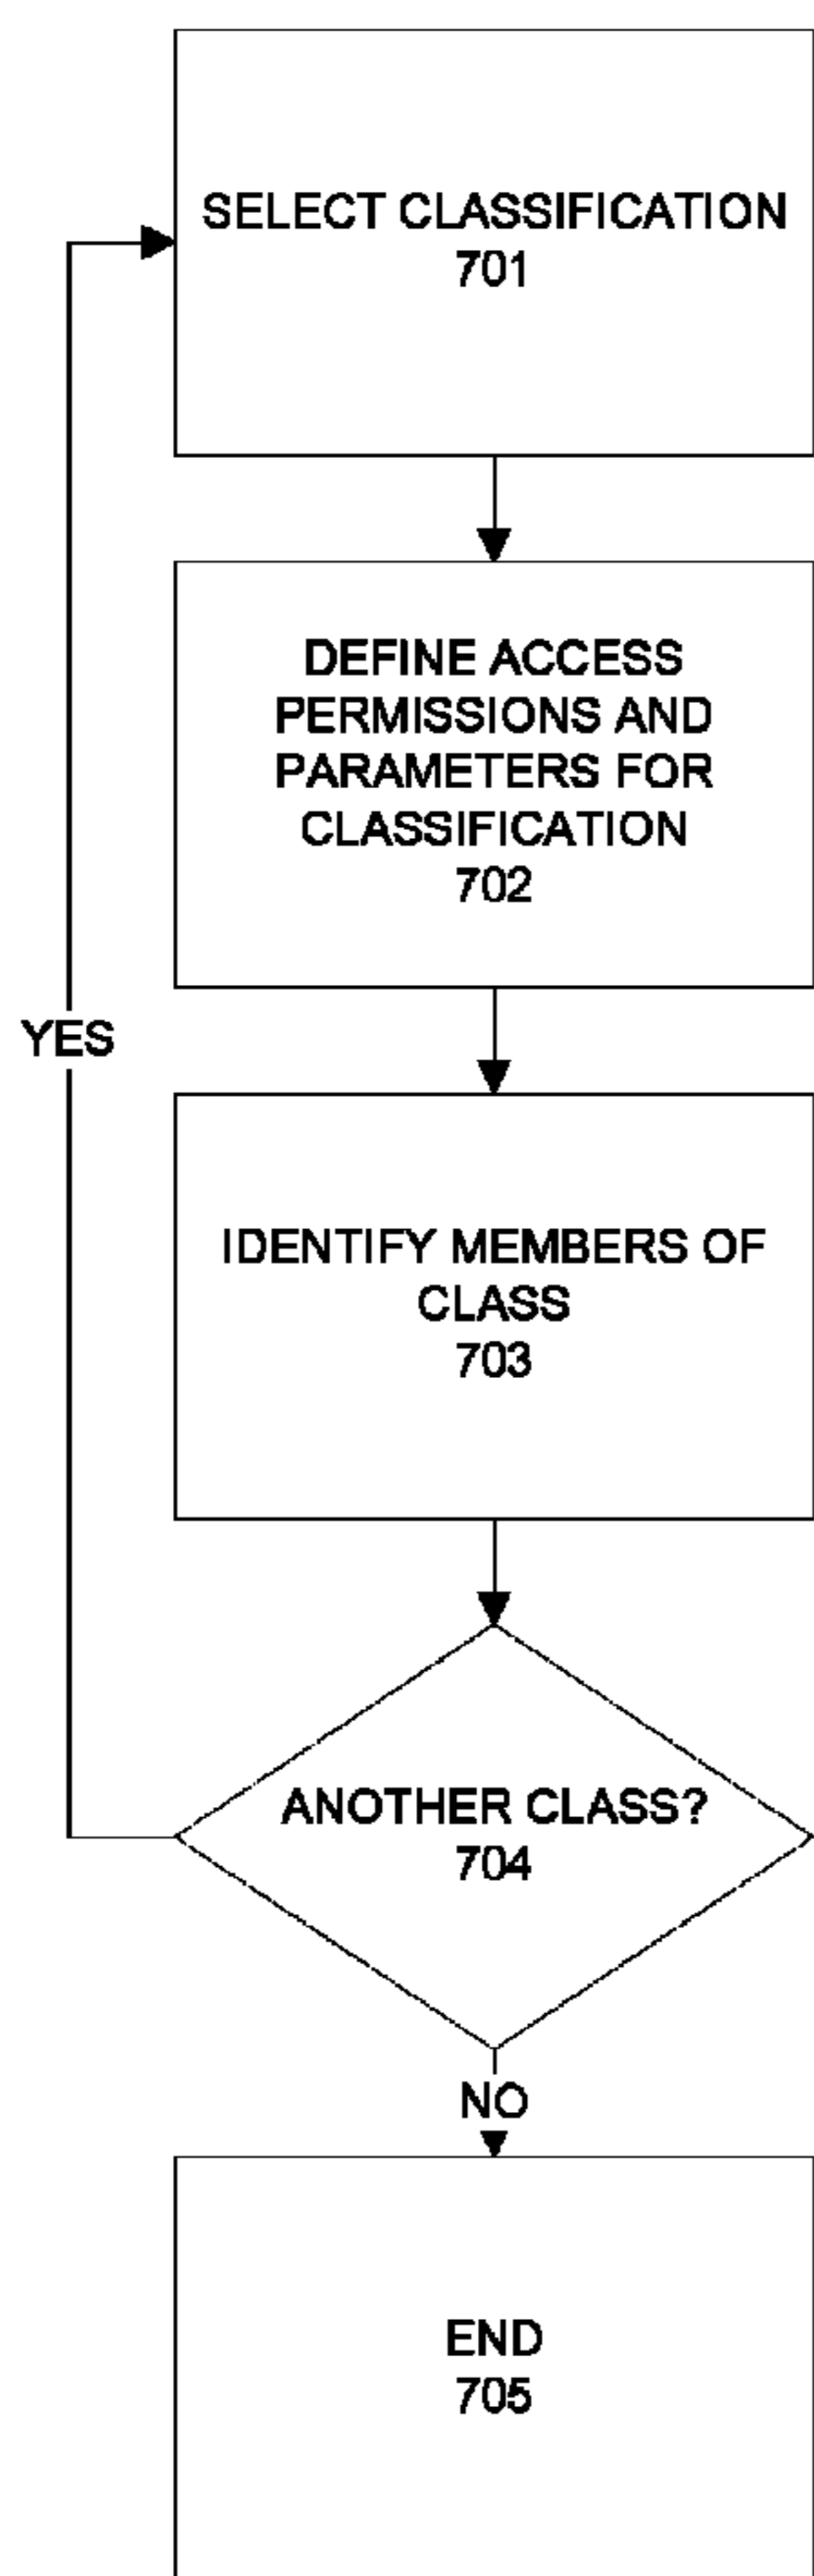 SELECT CLASSIFICATION
701
DEFINE ACCESS
PERMISSIONS AND
PARAMETERS FOR
CLASSIFICATION
702
YES
IDENTIFY MEMBERS OF
CLASS
703
ANOTHER CLASS?
704
NO
END
705